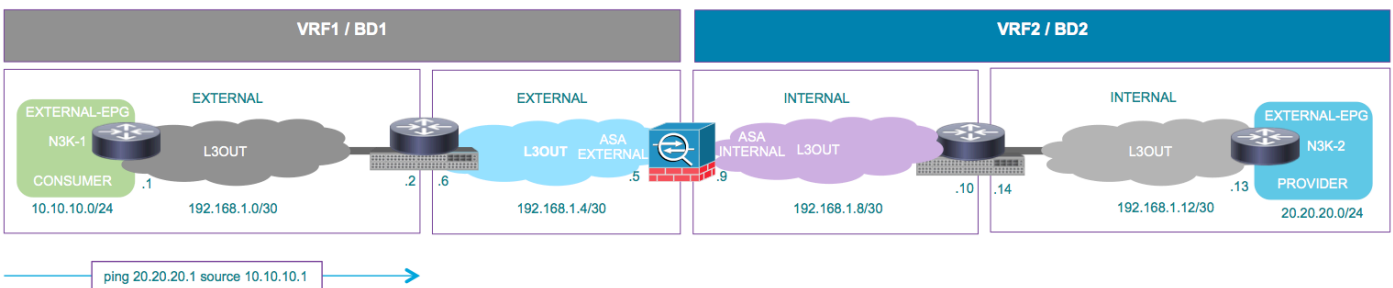 VRF1 / BD1
VRF2 / BD2
EXTERNAL
EXTERNAL
INTERNAL
INTERNAL
EXTERNAL-EPG
N3K-1
CONSUMER
L3OUT
.1
.2
.6
L3OUT
ASA
EXTERNAL
.5
ASA
INTERNAL
L3OUT
.9
.10
.14
L3OUT
.13
EXTERNAL-EPG
N3K-2
PROVIDER
10.10.10.0/24
192.168.1.0/30
192.168.1.4/30
192.168.1.8/30
192.168.1.12/30
20.20.20.0/24
ping 20.20.20.1 source 10.10.10.1